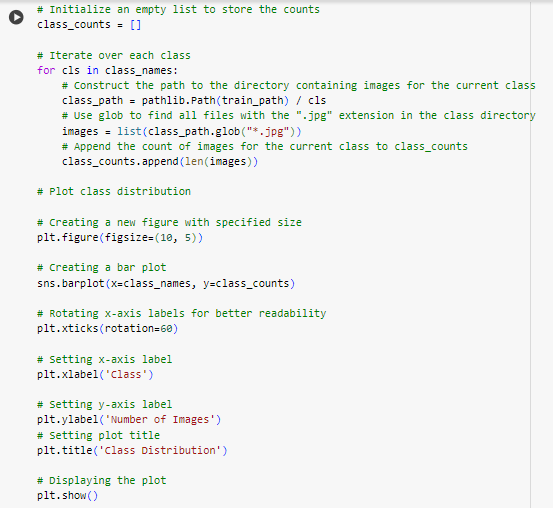 # Initialize an empty list to store the counts
class_counts = []
# Iterate over each class
for cls in class_names:
# Construct the path to the directory containing images for the current class
class_path = pathlib.Path(train_path) / cls
# Use glob to find all files with the ".jpg" extension in the class directory
images = list(class_path.glob("*.jpg"))
# Append the count of images for the current class to class_counts
class_counts.append(len(images))
# Plot class distribution
# Creating a new figure with specified size
plt.figure(figsize=(10, 5))
# Creating a bar plot
sns.barplot(x=class_names, y=class_counts)
# Rotating x-axis labels for better readability
plt.xticks(rotation=60)
# Setting x-axis label
plt.xlabel('Class')
# Setting y-axis label
plt.ylabel('Number of Images')
# Setting plot title
plt.title('Class Distribution')
# Displaying the plot
plt.show()